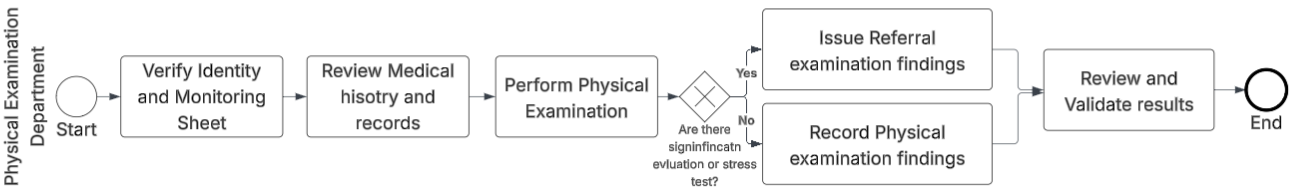 Physical Examination
Department
Start
Verify Identity
and Monitoring
Sheet
Review Medical
hisotry and
records
Perform Physical
Examination
Are there
signinfincatn
evluation or stress
test?
Yes
No
Issue Referral
examination findings
Record Physical
examination findings
Review and
Validate results
End